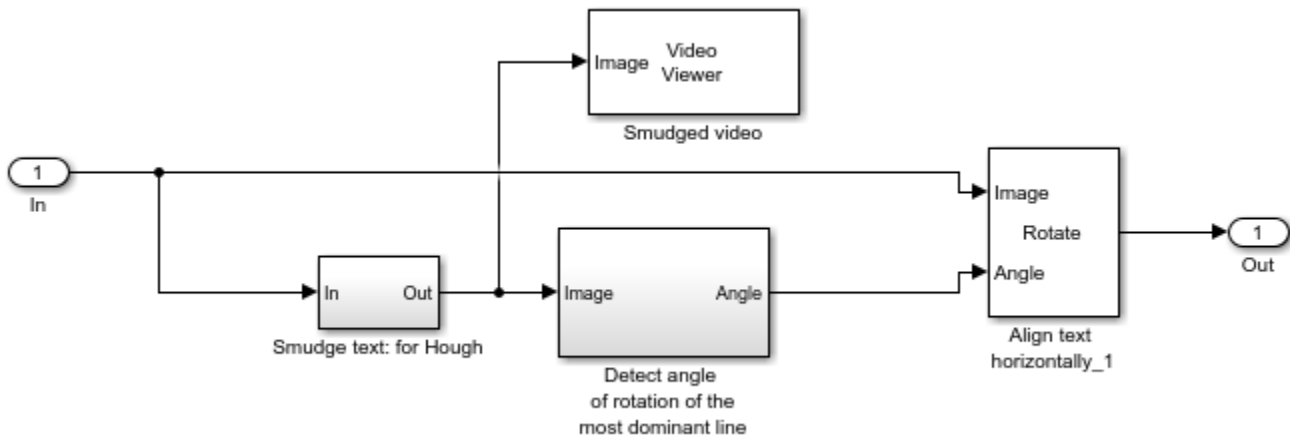 Video
Image
Viewer
Smudged video
1
In
Image
Rotate
Angle
Align text
horizontally_1
1
Out
In
Out
Smudge text: for Hough
Image
Angle
Detect angle
of rotation of the
most dominant line